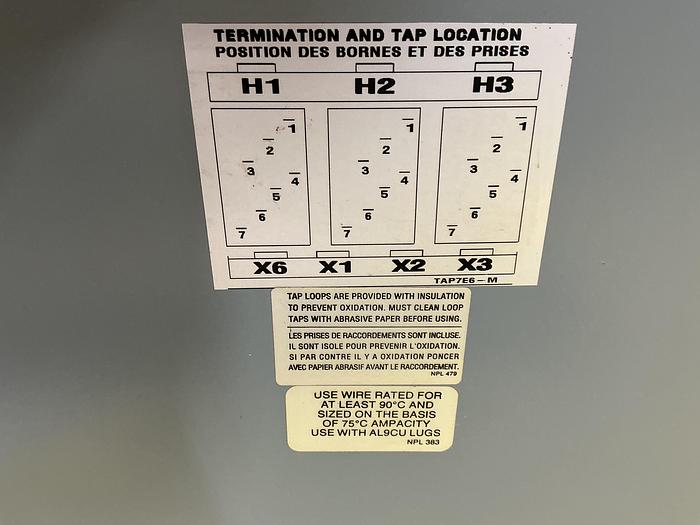 TERMINATION AND TAP LOCATION
POSITION DES BORNES ET DES PRISES
H1 H2 H3
1 1 1
2 2 2
3 3 3
4 4 4
5 5 5
6 6 6
7 7 7
X6 X1 X2 X3
TAP7E6-M
TAP LOOPS ARE PROVIDED WITH INSULATION
TO PREVENT OXIDATION. MUST CLEAN LOOP
TAPS WITH ABRASIVE PAPER BEFORE USING.
LES PRISES DE RACCORDEMENTS SONT INCLUSE.
IL SONT ISOLE POUR PREVENIR L'OXIDATION.
SI PAR CONTRE IL Y A OXIDATION PONCER
AVEC PAPIER ABRASIF AVANT LE RACCORDEMENT.
NPL 479
USE WIRE RATED FOR
AT LEAST 90°C AND
SIZED ON THE BASIS
OF 75°C AMPACITY
USE WITH AL9CU LUGS
NPL 383